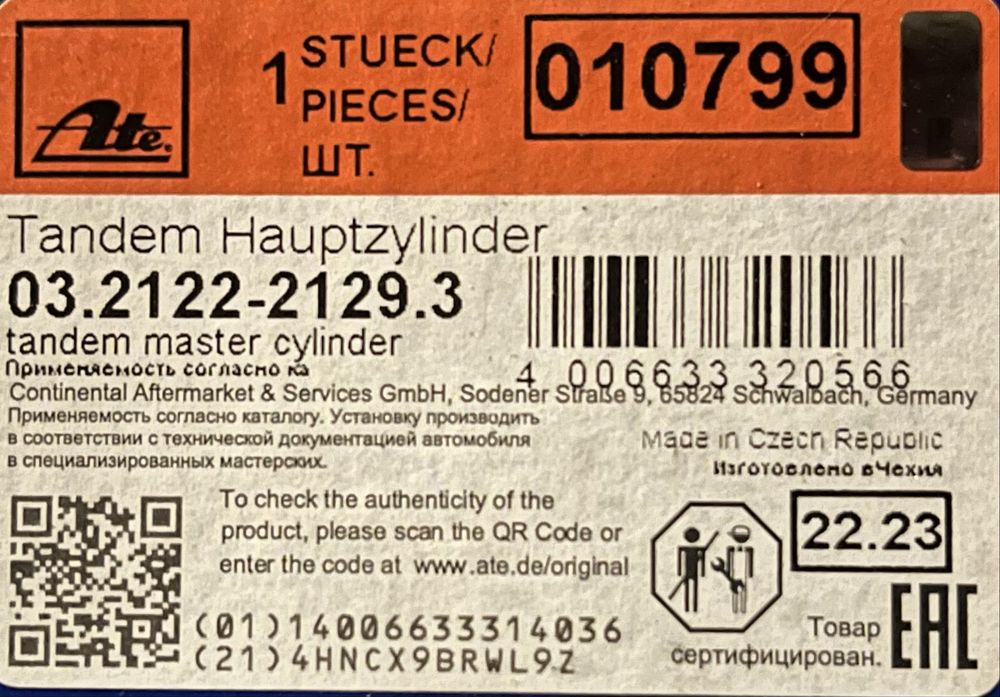 Ate
1 STUECK/
PIECES/
ШТ.
010799
Tandem Hauptzylinder
03.2122-2129.3
tandem master cylinder
Применяемость согласно ка
4 006633 320566
Continental Aftermarket & Services GmbH, Sodener Straße 9, 65824 Schwalbach, Germany
Применяемость согласно каталогу. Установку производить
в соответствии с технической документацией автомобиля
в специализированных мастерских.
Made in Czech Republic
Изготовлено вЧехия
To check the authenticity of the
product, please scan the QR Code or
enter the code at www.ate.de/original
22.23
(01)14006633314036
(21)4HNCX9BRWL9Z
Товар
сертифицирован.
EAC